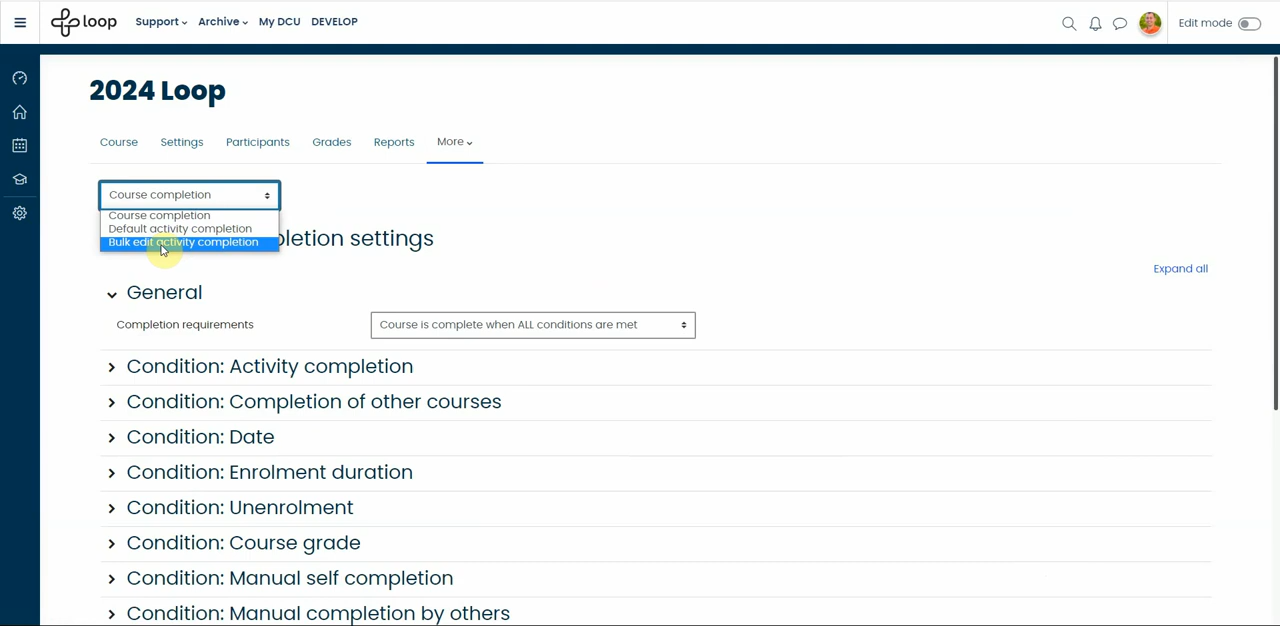 loop
Support
Archive
My DCU
DEVELOP
Edit mode
2024 Loop
Course
Settings
Participants
Grades
Reports
More
Course completion
Course completion
Default activity completion
Bulk edit activity completion
pletion settings
Expand all
General
Completion requirements
Course is complete when ALL conditions are met
Condition: Activity completion
Condition: Completion of other courses
Condition: Date
Condition: Enrolment duration
Condition: Unenrolment
Condition: Course grade
Condition: Manual self completion
Condition: Manual completion by others